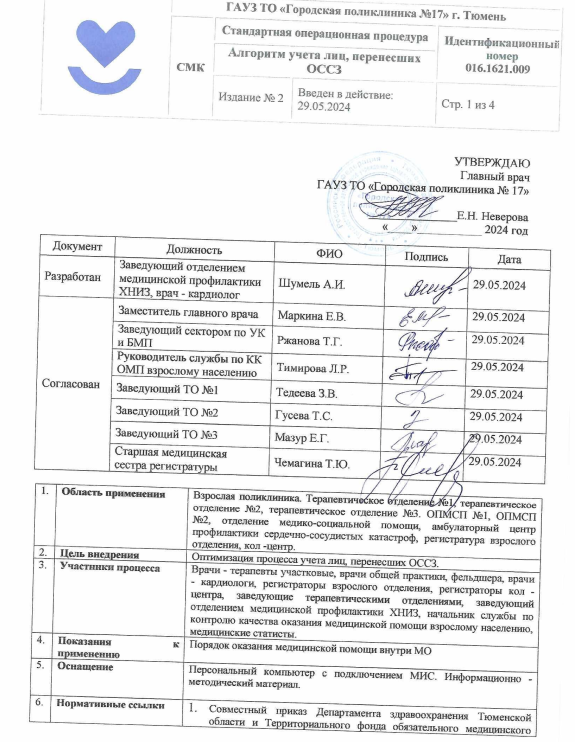 ГАУЗ ТО «Городская поликлиника №17» г. Тюмень
СМК
Стандартная операционная процедура
Алгоритм учета лиц, перенесших
ОССЗ
Идентификационный
номер
016.1621.009
Издание № 2
Введен в действие:
29.05.2024
Стр. 1 из 4
УТВЕРЖДАЮ
Главный врач
ГАУЗ ТО «Городская поликлиника № 17»
Е.Н. Неверова
« » 2024 год
Документ Должность ФИО Подпись Дата
Разработан
Заведующий отделением
медицинской профилактики
ХНИЗ, врач - кардиолог
Шумель А.И. 29.05.2024
Согласован
Заместитель главного врача Маркина Е.В. 29.05.2024
Заведующий сектором по УК
и БМП
Ржанова Т.Г. 29.05.2024
Руководитель службы по КК
ОМП взрослому населению
Тимирова Л.Р. 29.05.2024
Заведующий ТО №1 Теддева З.В. 29.05.2024
Заведующий ТО №2 Гусева Т.С. 29.05.2024
Заведующий ТО №3 Мазур Е.Г. 29.05.2024
Старшая медицинская
сестра регистратуры
Чемагина Т.Ю. 29.05.2024
1. Область применения
Взрослая поликлиника. Терапевтическое отделение №1, терапевтическое
отделение №2, терапевтическое отделение №3. ОПМСП №1, ОПМСП
№2, отделение медико-социальной помощи, амбулаторный центр
профилактики сердечно-сосудистых катастроф, регистратура взрослого
отделения, кол -центр.
2. Цель внедрения Оптимизация процесса учета лиц, перенесших ОССЗ.
3. Участники процесса
Врачи - терапевты участковые, врачи общей практики, фельдшера, врачи
- кардиологи, регистраторы взрослого отделения, регистраторы кол -
центра, заведующие терапевтическими отделениями, заведующий
отделением медицинской профилактики ХНИЗ, начальник службы по
контролю качества оказания медицинской помощи взрослому населению,
медицинские статисты.
4. Показания к
применению
Порядок оказания медицинской помощи внутри МО
5. Оснащение
Персональный компьютер с подключением МИС. Информационно -
методический материал.
6. Нормативные ссылки
1. Совместный приказ Департамента здравоохранения Тюменской
области и Территориального фонда обязательного медицинского